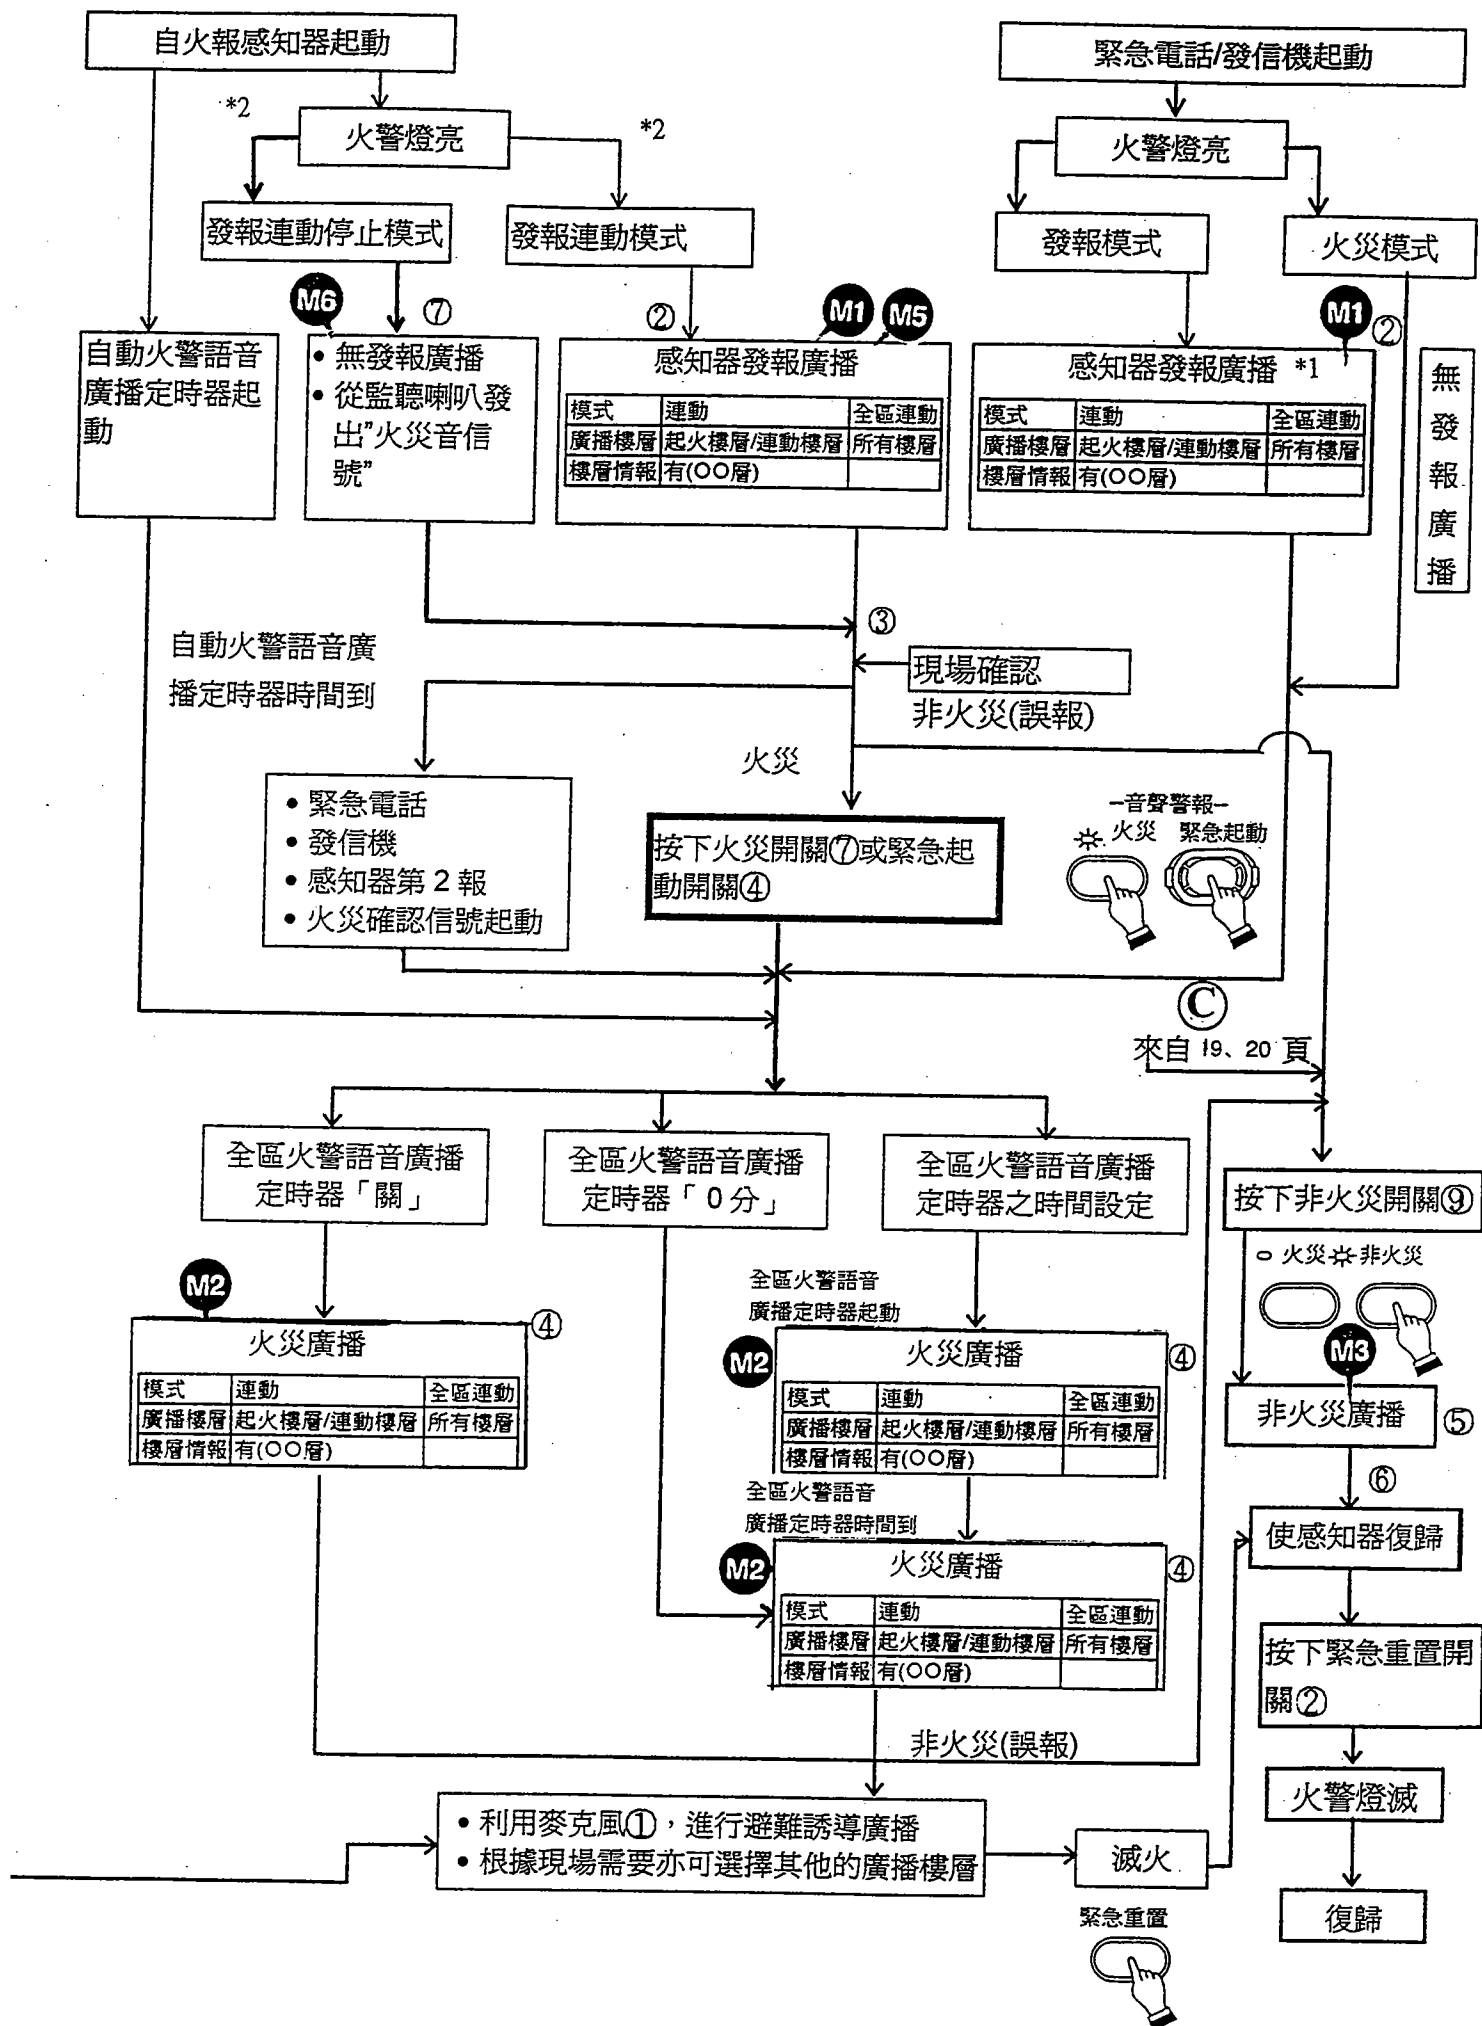 自火報感知器起動
緊急電話/發信機起動
*2
火警燈亮
*2
火警燈亮
發報連動停止模式
發報連動模式
發報模式
火災模式
M6
⑦
②
M1
M5
M1
②
自動火警語音
廣播定時器起
動
• 無發報廣播
• 從監聽喇叭發
出”火災音信
號”
感知器發報廣播
模式 連動 全區連動
廣播樓層 起火樓層/連動樓層 所有樓層
樓層情報 有(〇〇層)
感知器發報廣播 *1
模式 連動 全區連動
廣播樓層 起火樓層/連動樓層 所有樓層
樓層情報 有(〇〇層)
無
發
報
廣
播
③
自動火警語音廣
播定時器時間到
現場確認
非火災(誤報)
火災
• 緊急電話
• 發信機
• 感知器第2報
• 火災確認信號起動
按下火災開關⑦或緊急起
動開關④
–音聲警報–
火災 緊急起動
C
來自 19、20 頁
全區火警語音廣播
定時器「關」
全區火警語音廣播
定時器「0分」
全區火警語音廣播
定時器之時間設定
按下非火災開關⑨
火災 非火災
M2
④
火災廣播
模式 連動 全區連動
廣播樓層 起火樓層/連動樓層 所有樓層
樓層情報 有(〇〇層)
全區火警語音
廣播定時器起動
M2
火災廣播
④
模式 連動 全區連動
廣播樓層 起火樓層/連動樓層 所有樓層
樓層情報 有(〇〇層)
全區火警語音
廣播定時器時間到
M2
火災廣播
④
模式 連動 全區連動
廣播樓層 起火樓層/連動樓層 所有樓層
樓層情報 有(〇〇層)
M3
非火災廣播
⑤
⑥
使感知器復歸
按下緊急重置開
關②
非火災(誤報)
火警燈滅
• 利用麥克風①，進行避難誘導廣播
• 根據現場需要亦可選擇其他的廣播樓層
滅火
復歸
緊急重置